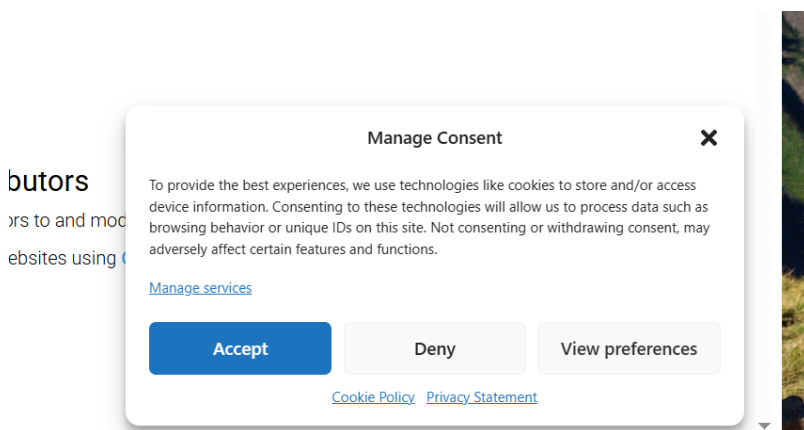 Manage Consent
butors
To provide the best experiences, we use technologies like cookies to store and/or access
device information. Consenting to these technologies will allow us to process data such as
browsing behavior or unique IDs on this site. Not consenting or withdrawing consent, may
adversely affect certain features and functions.
ors to and mod
ebsites using
Manage services
Accept
Deny
View preferences
Cookie Policy Privacy Statement